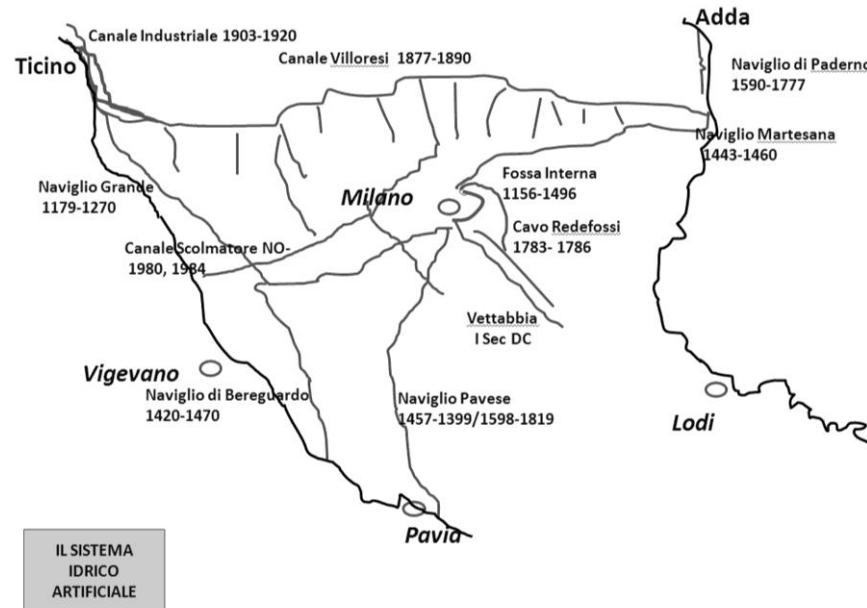 Adda
Canale Industriale 1903-1920
Ticino
Canale Villoresi 1877-1890
Naviglio di Paderno
1590-1777
Naviglio Martesana
1443-1460
Fossa Interna
1156-1496
Naviglio Grande
1179-1270
Milano
Cavo Redefossi
1783- 1786
Canale Scolmatore NO-
1980, 1984
Vettabbia
I Sec DC
Vigevano
Naviglio di Bereguardo
1420-1470
Naviglio Pavese
1457-1399/1598-1819
Lodi
Pavia
IL SISTEMA
IDRICO
ARTIFICIALE